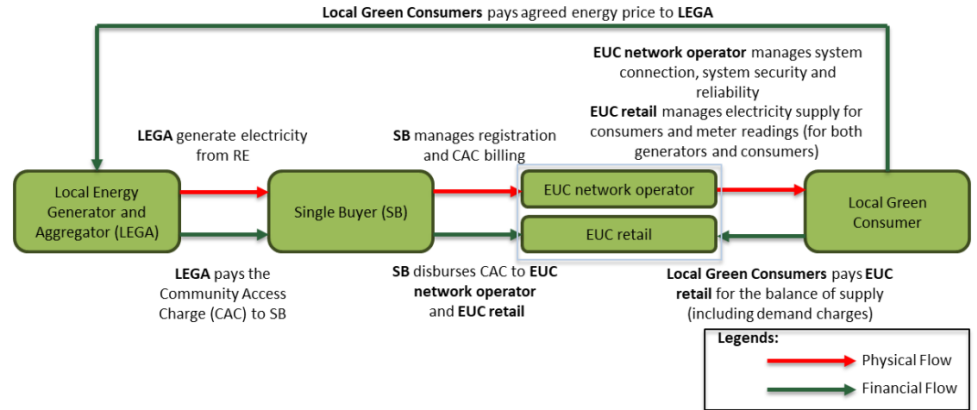 Local Green Consumers pays agreed energy price to LEGA
EUC network operator manages system
connection, system security and
reliability
EUC retail manages electricity supply for
consumers and meter readings (for both
generators and consumers)
LEGA generate electricity
from RE
SB manages registration
and CAC billing
Local Energy
Generator and
Aggregator (LEGA)
Single Buyer (SB)
EUC network operator
EUC retail
Local Green
Consumer
LEGA pays the
Community Access
Charge (CAC) to SB
SB disburses CAC to EUC
network operator
and EUC retail
Local Green Consumers pays EUC
retail for the balance of supply
(including demand charges)
Legends:
Physical Flow
Financial Flow